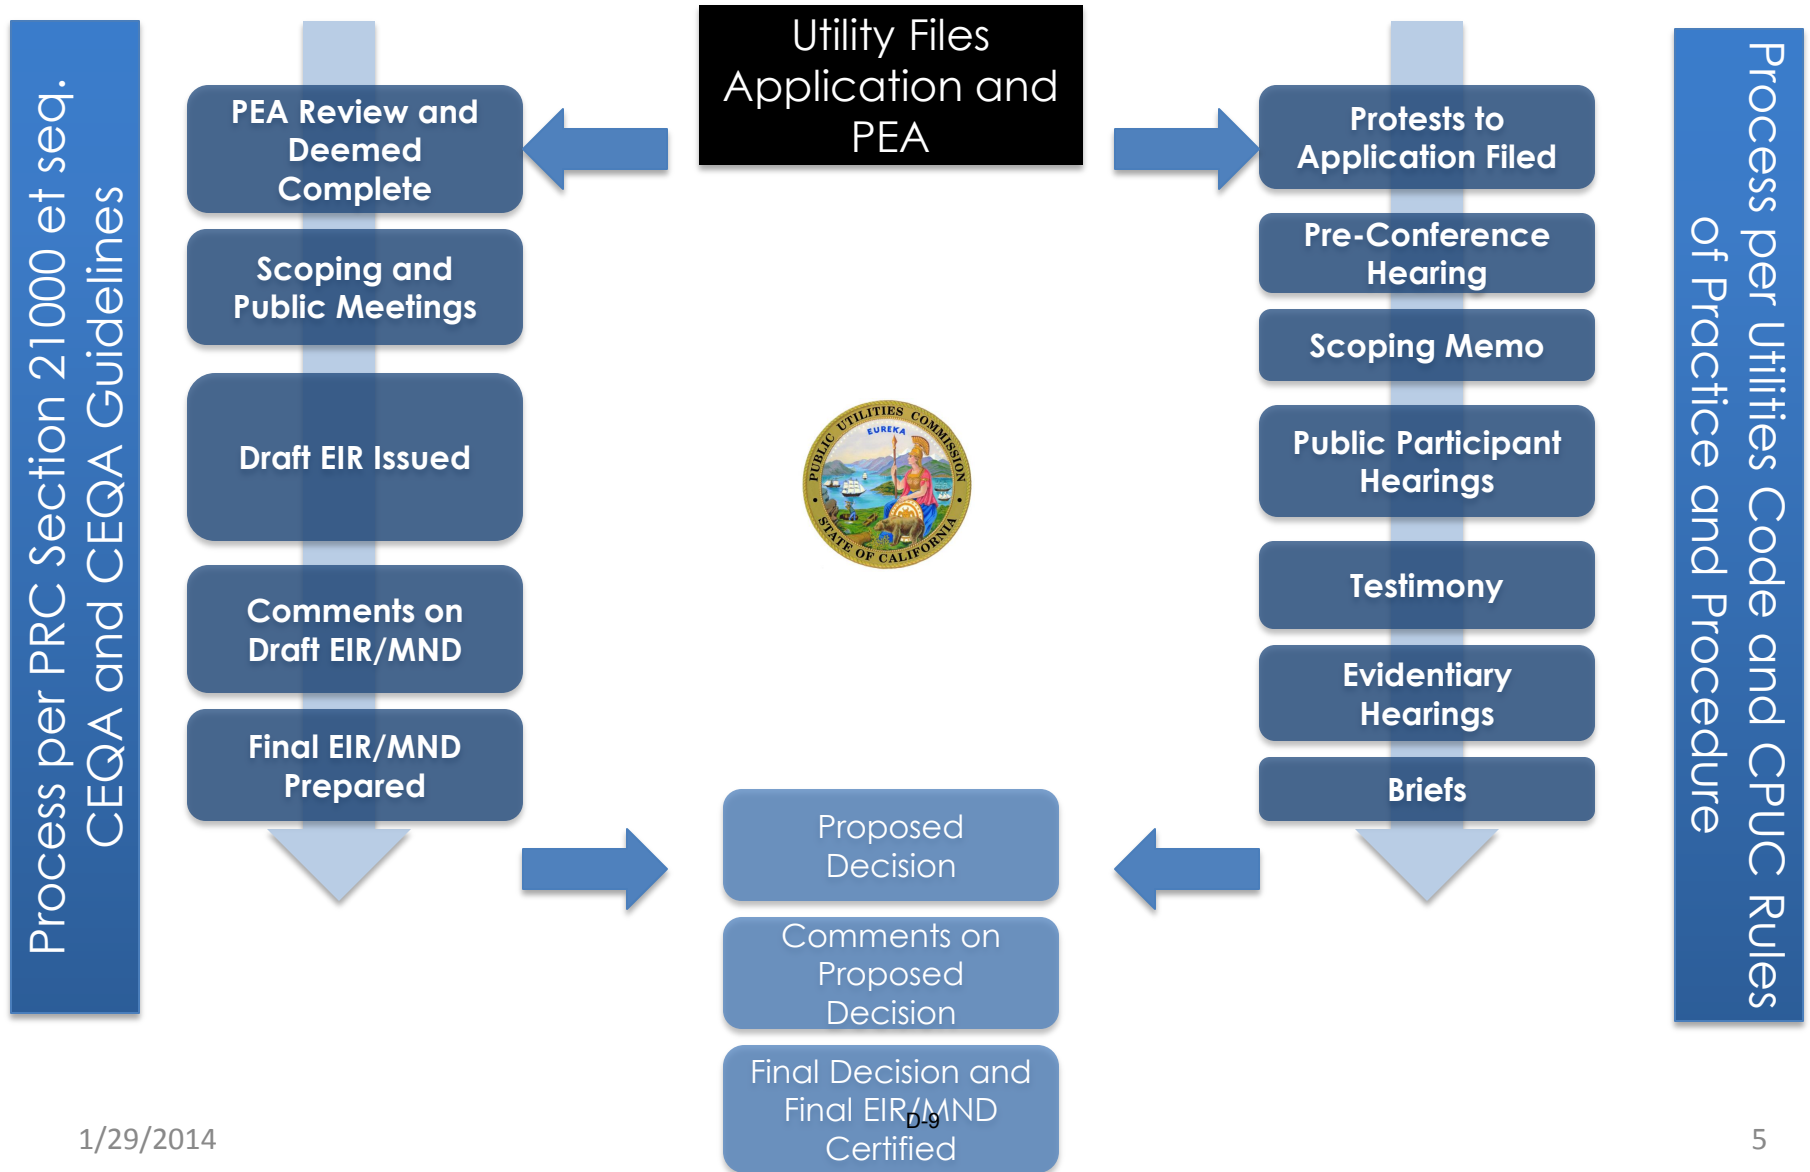 Utility Files
Application and
PEA
Process per PRC Section 21000 et seq.
CEQA and CEQA Guidelines
PEA Review and
Deemed
Complete
Scoping and
Public Meetings
Draft EIR Issued
Comments on
Draft EIR/MND
Final EIR/MND
Prepared
Protests to
Application Filed
Pre-Conference
Hearing
Scoping Memo
Public Participant
Hearings
Testimony
Evidentiary
Hearings
Briefs
Process per Utilities Code and CPUC Rules
of Practice and Procedure
PUBLIC UTILITIES COMMISSION
EUREKA
STATE OF CALIFORNIA
Proposed
Decision
Comments on
Proposed
Decision
Final Decision and
Final EIR/MND
Certified
D-9
1/29/2014
5